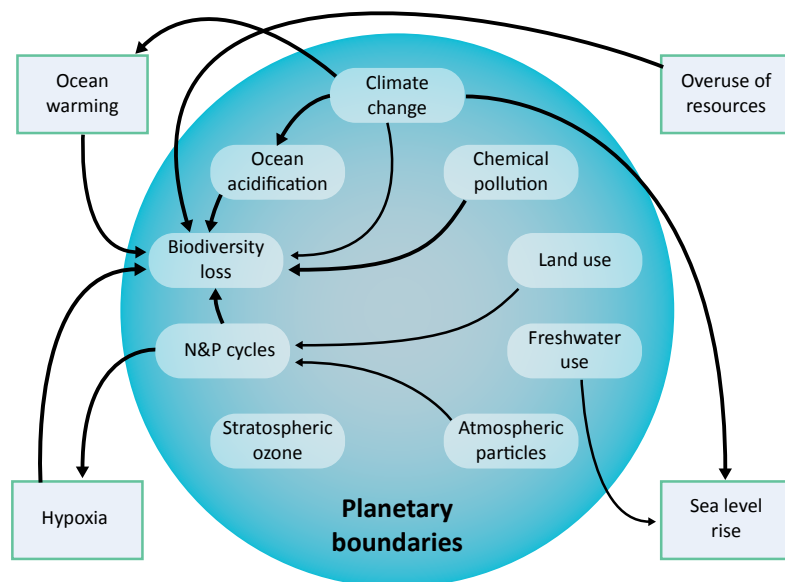 Ocean
warming
Climate
change
Overuse of
resources
Ocean
acidification
Chemical
pollution
Biodiversity
loss
Land use
N&P cycles
Freshwater
use
Stratospheric
ozone
Atmospheric
particles
Hypoxia
Planetary
boundaries
Sea level
rise